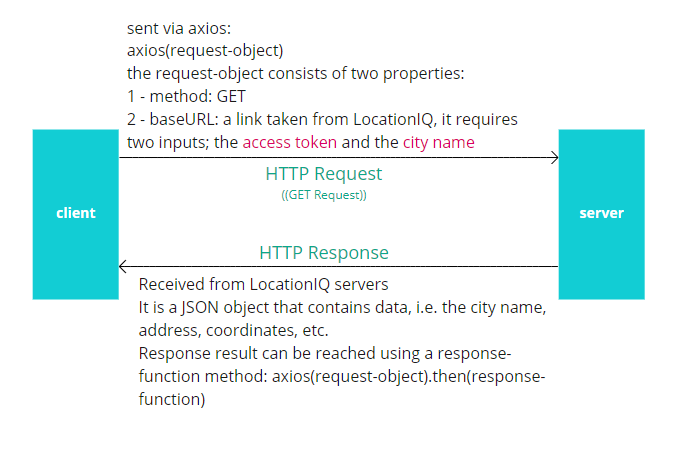 sent via axios:
axios(request-object)
the request-object consists of two properties:
1 - method: GET
2 - baseURL: a link taken from LocationIQ, it requires
two inputs; the access token and the city name
HTTP Request
((GET Request))
client
server
HTTP Response
Received from LocationIQ servers
It is a JSON object that contains data, i.e. the city name,
address, coordinates, etc.
Response result can be reached using a response-
function method: axios(request-object).then(response-
function)